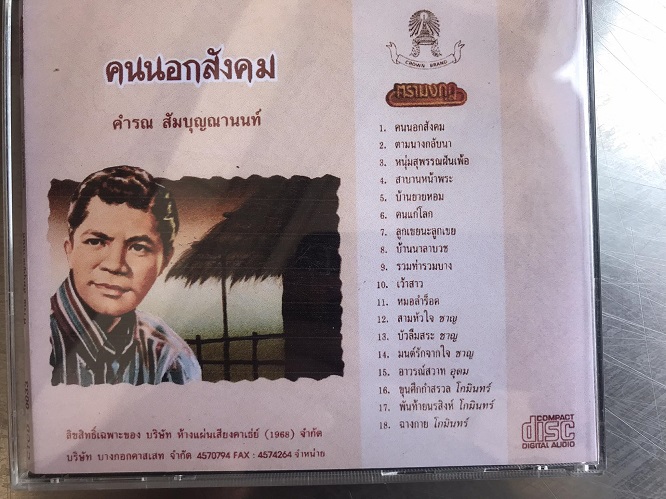 คนนอกสังคม
คำรณ สัมบุญณานนท์
CROWN BRAND
ตรามงกุฎ
1. คนนอกสังคม
2. ตามนางกลับนา
3. หนุ่มสุพรรณฝันเพ้อ
4. สาบานหน้าพระ
5. บ้านยายหอม
6. คนแก่โลก
7. ลูกเขยนะลูกเขย
8. บ้านนาลาบวช
9. รวมท่ารวมบาง
10. เว้าสาว
11. หมอลำร็อค
12. สามหัวใจ ชาญ
13. บัวลืมสระ ชาญ
14. มนต์รักจากใจ ชาญ
15. อาวรณ์สวาท อุดม
16. ขุนศึกกำสรวล โกมินทร์
17. พันท้ายนรสิงห์ โกมินทร์
18. ฉางกาย โกมินทร์
ลิขสิทธิ์เฉพาะของ บริษัท ห้างแผ่นเสียงคาเธ่ย์ (1968) จำกัด
บริษัท บางกอกคาสเสท จำกัด 4570794 FAX : 4574264 จำหน่าย
COMPACT
disc
DIGITAL AUDIO